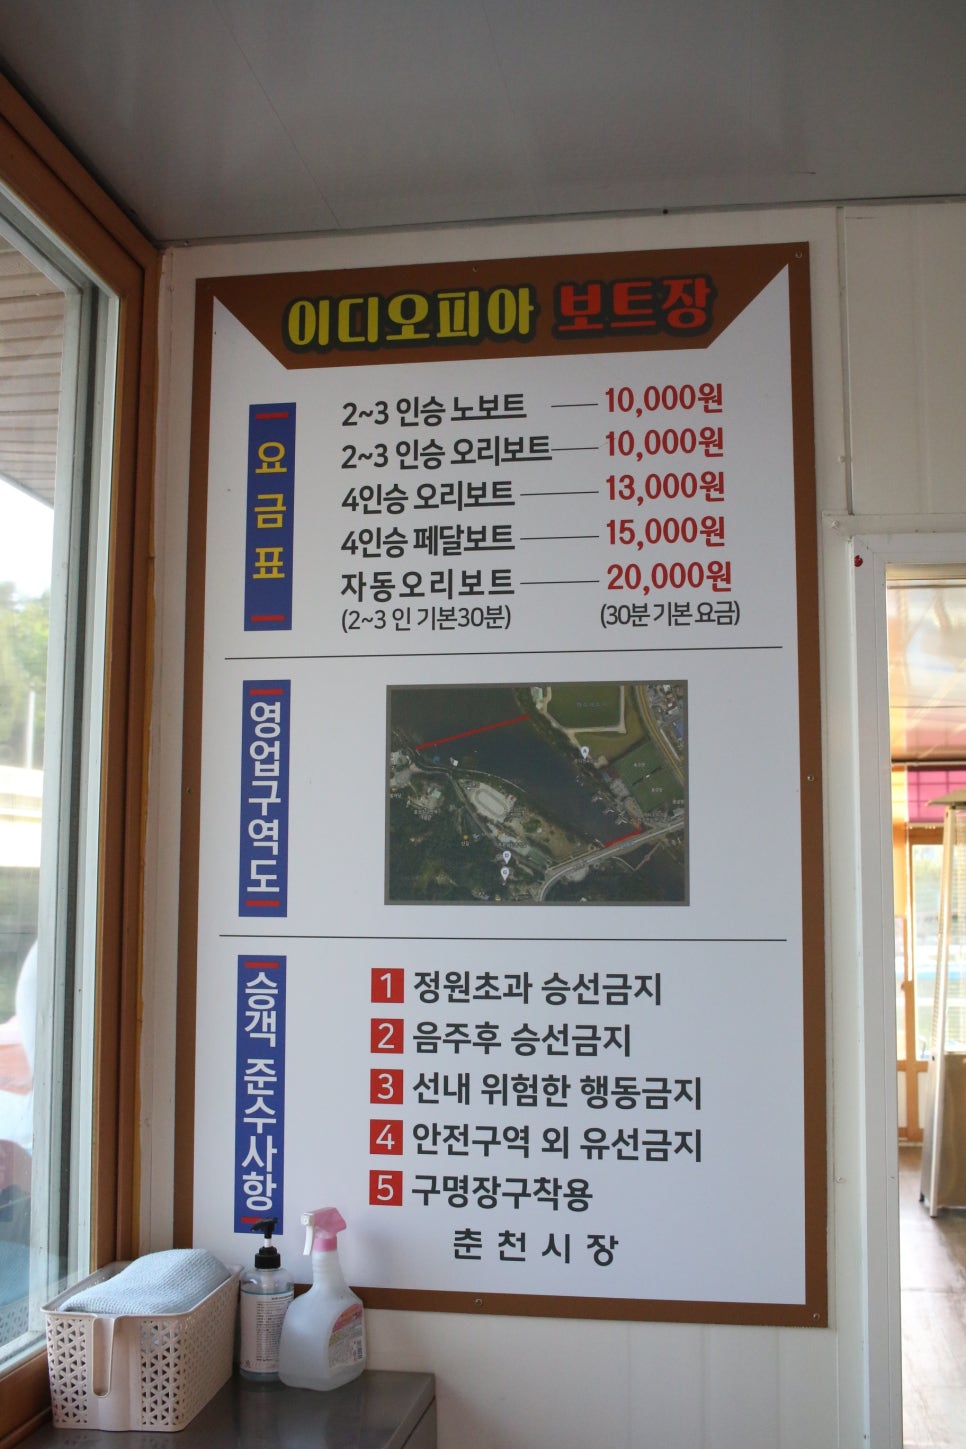 이디오피아 보트장
요금표
2~3 인승 노보트 10,000원
2~3 인승 오리보트 10,000원
4인승 오리보트 13,000원
4인승 페달보트 15,000원
자동오리보트 20,000원
(2~3 인 기본30분) (30분 기본 요금)
영업구역도
승객 준수사항
1 정원초과 승선금지
2 음주후 승선금지
3 선내 위험한 행동금지
4 안전구역 외 유선금지
5 구명장구착용
춘천시장